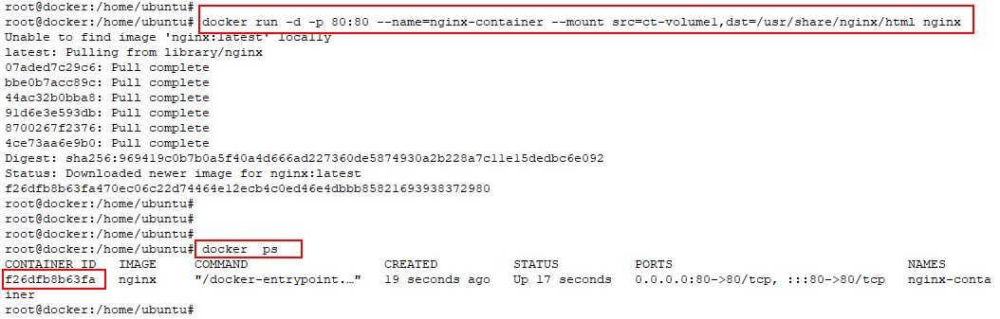 root@docker:/home/ubuntu#
root@docker:/home/ubuntu# docker run -d -p 80:80 --name=nginx-container --mount src=ct-volume1,dst=/usr/share/nginx/html nginx
Unable to find image 'nginx:latest' locally
latest: Pulling from library/nginx
07aded7c29c6: Pull complete
bbe0b7acc89c: Pull complete
44ac32b0bba8: Pull complete
91d6e3e593db: Pull complete
8700267f2376: Pull complete
4ce73aa6e9b0: Pull complete
Digest: sha256:969419c0b7b0a5f40a4d666ad227360de5874930a2b228a7c11e15dedbc6e092
Status: Downloaded newer image for nginx:latest
f26dfb8b63fa470ec06c22d74464e12ecb4c0ed46e4dbbb85821693938372980
root@docker:/home/ubuntu#
root@docker:/home/ubuntu#
root@docker:/home/ubuntu#
root@docker:/home/ubuntu# docker  ps
CONTAINER ID   IMAGE     COMMAND                  CREATED          STATUS          PORTS                               NAMES
f26dfb8b63fa   nginx     "/docker-entrypoint.…"   19 seconds ago   Up 17 seconds   0.0.0.0:80->80/tcp, :::80->80/tcp   nginx-conta
iner
root@docker:/home/ubuntu#